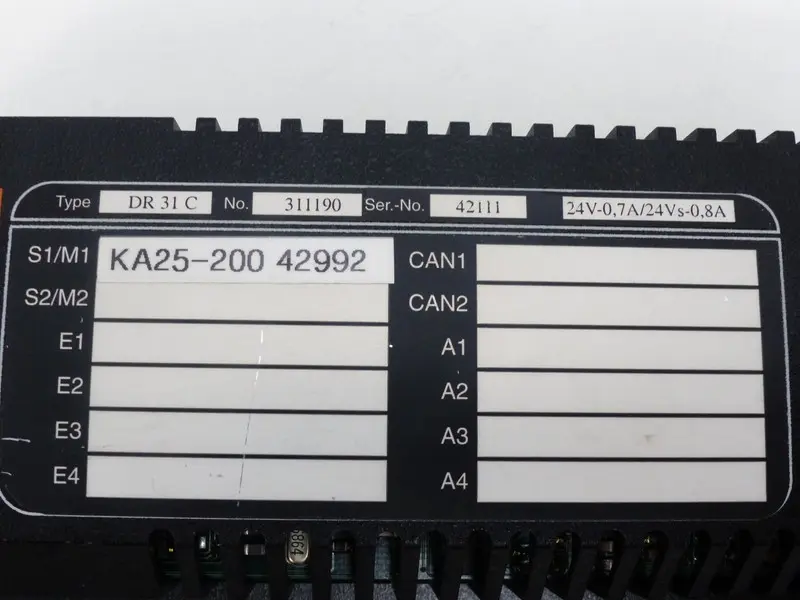 Type DR 31 C No. 311190 Ser.-No. 42111 24V-0,7A/24Vs-0,8A
S1/M1 KA25-200 42992 CAN1
S2/M2 CAN2
E1 A1
E2 A2
E3 A3
E4 A4